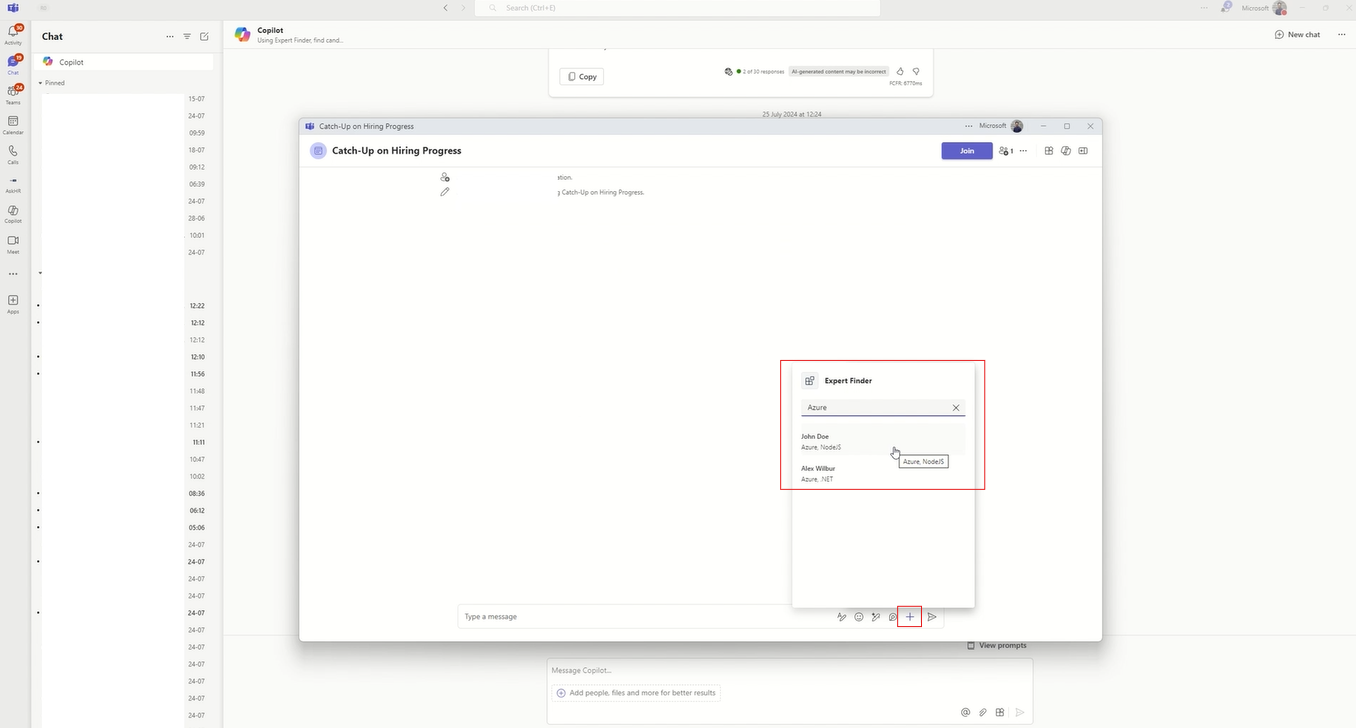 Search (Ctrl+E)
Microsoft
30
Activity
Chat
Teams
24
Calendar
Calls
AskHR
Copilot
Meet
Apps
Chat
Copilot
Pinned
15-07
24-07
09:59
18-07
09:12
06:39
24-07
28-06
10:01
24-07
12:22
12:12
12:12
12:10
11:56
11:48
11:47
11:21
11:11
10:47
10:02
08:36
06:12
05:06
24-07
24-07
24-07
24-07
24-07
24-07
24-07
24-07
24-07
24-07
24-07
Copilot
Using Expert Finder, find cand...
New chat
Copy
2 of 30 responses
AI-generated content may be incorrect
FCFR: 6770ms
25 July 2024 at 12:24
Catch-Up on Hiring Progress
Microsoft
Catch-Up on Hiring Progress
Join
1
Catch-Up on Hiring Progress.
Expert Finder
Azure
John Doe
Azure, NodeJS
Azure, NodeJS
Alex Wilbur
Azure, .NET
Type a message
View prompts
Message Copilot...
Add people, files and more for better results